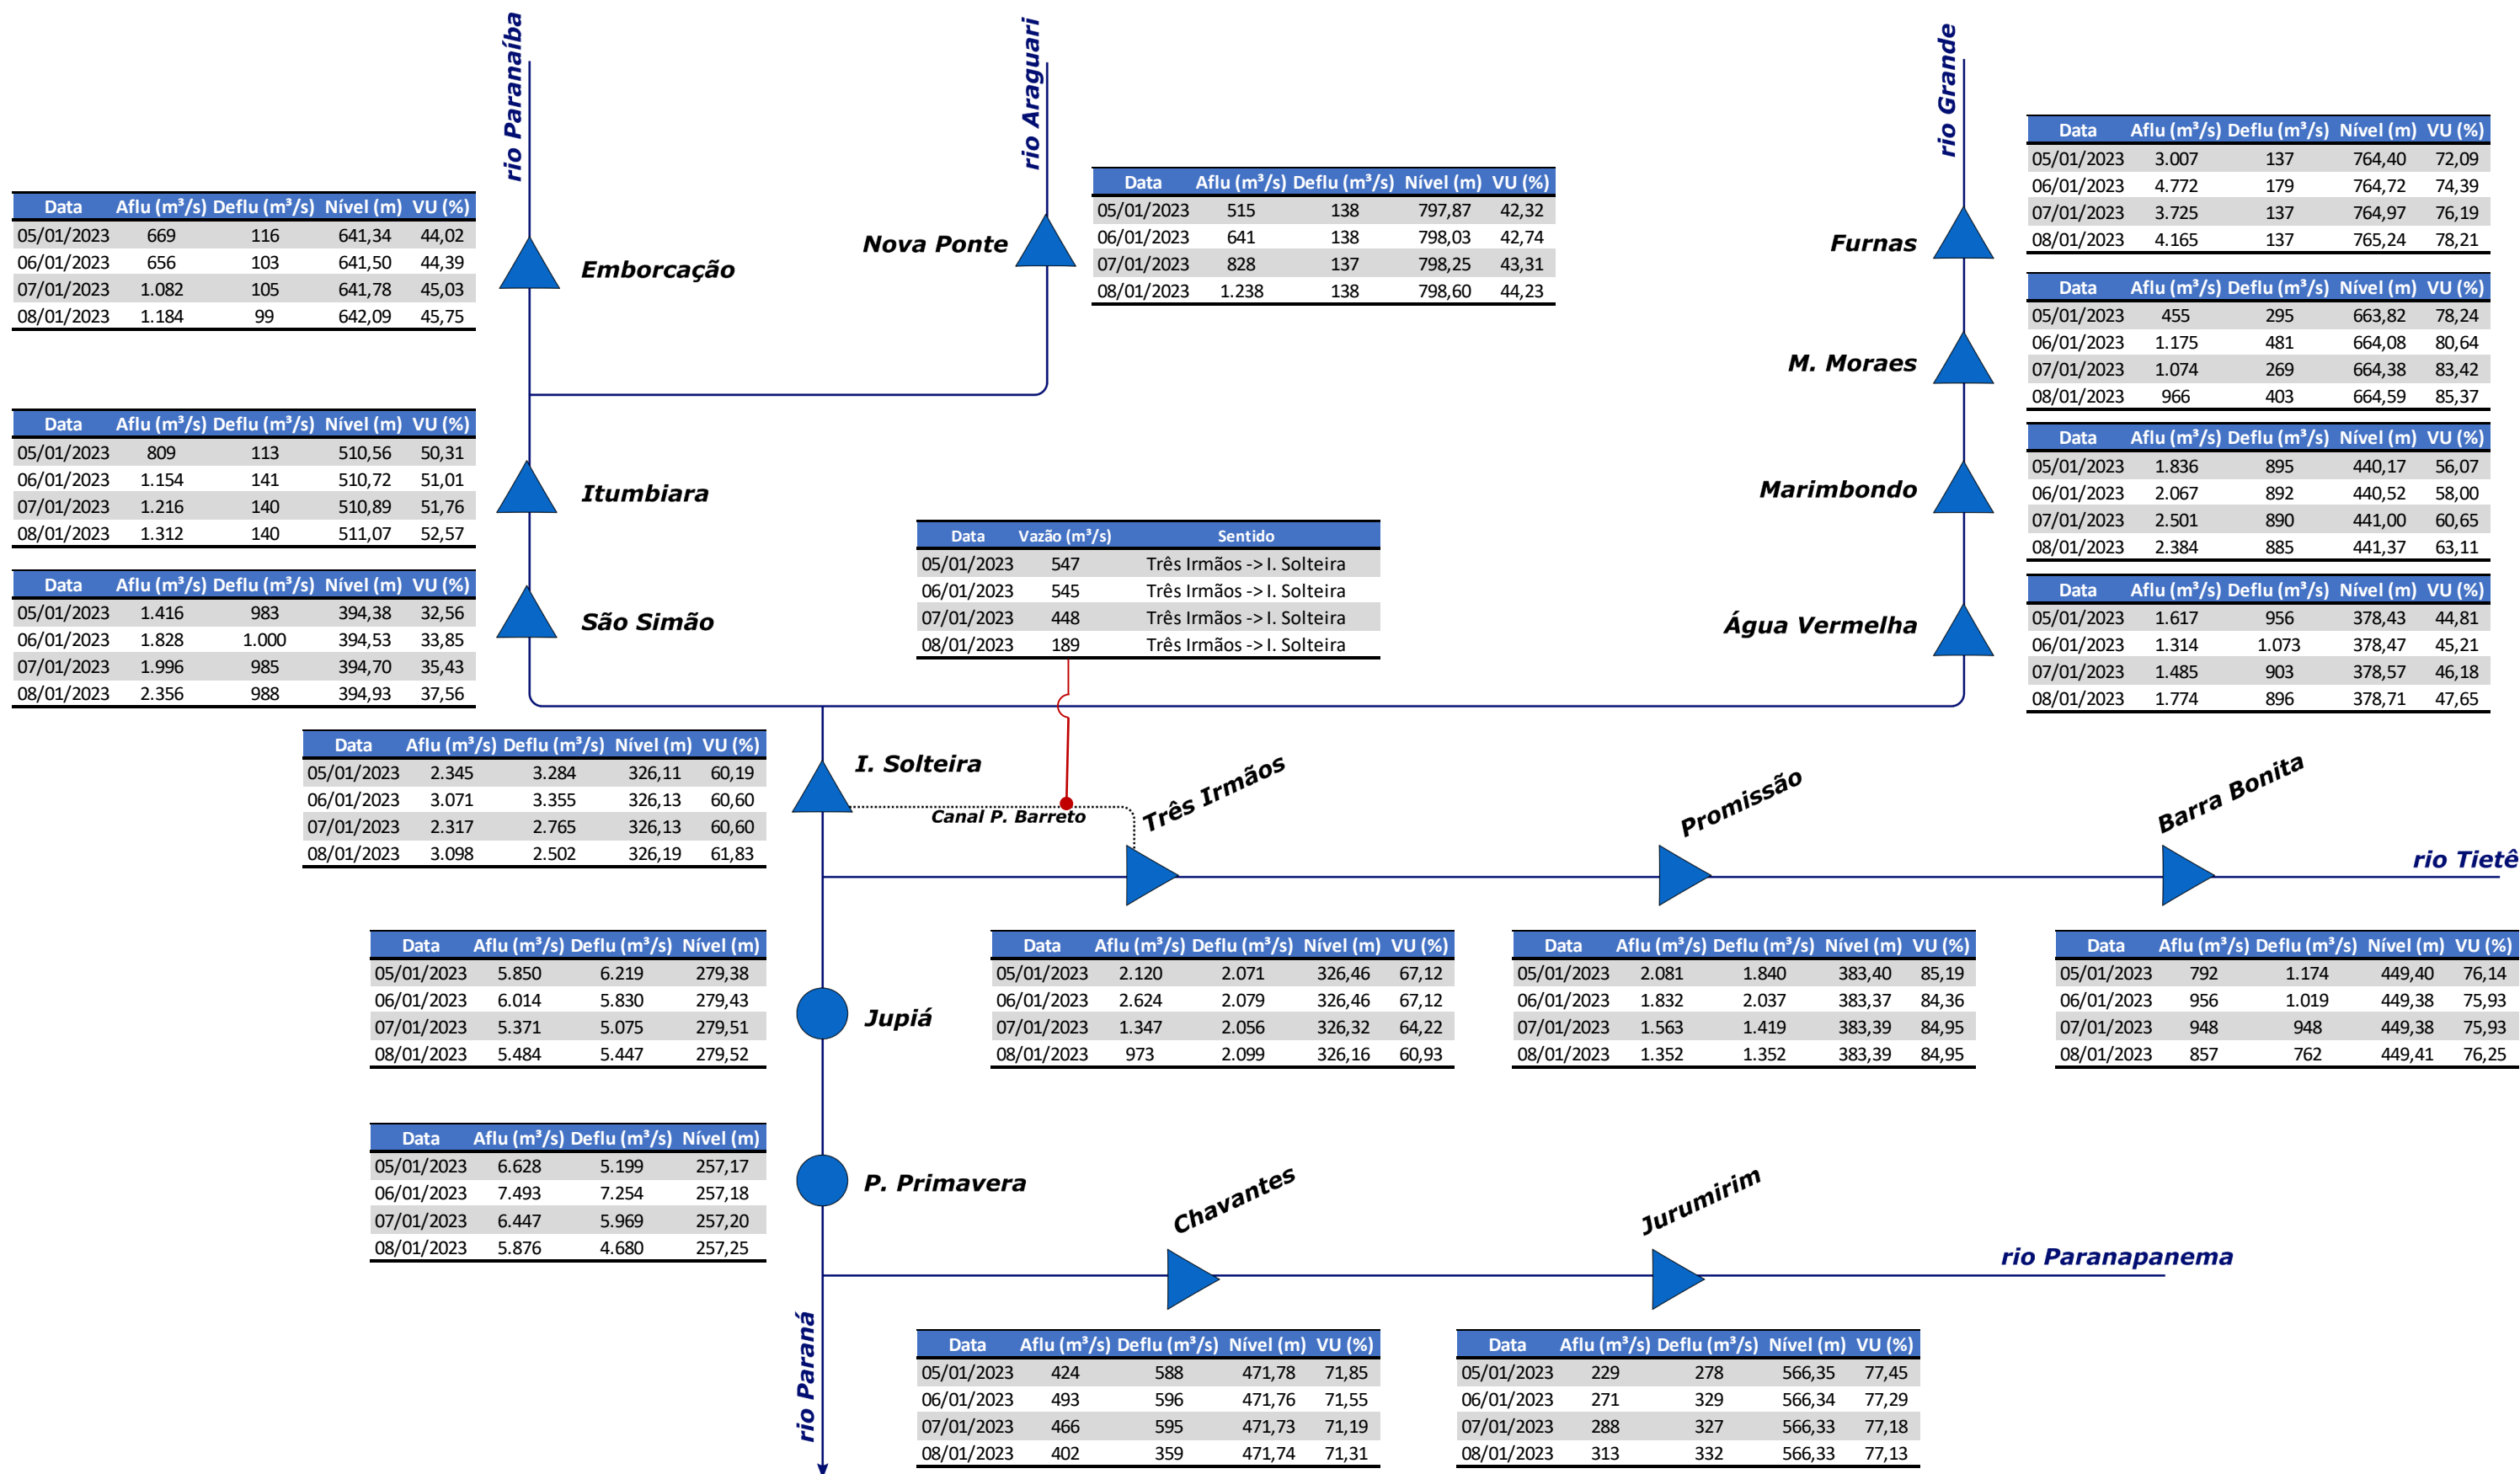 rio Paranaíba
rio Araguari
rio Grande
Data Aflu (m³/s) Deflu (m³/s) Nível (m) VU (%)
05/01/2023 3.007 137 764,40 72,09
06/01/2023 4.772 179 764,72 74,39
07/01/2023 3.725 137 764,97 76,19
08/01/2023 4.165 137 765,24 78,21
Furnas
Data Aflu (m³/s) Deflu (m³/s) Nível (m) VU (%)
05/01/2023 515 138 797,87 42,32
06/01/2023 641 138 798,03 42,74
07/01/2023 828 137 798,25 43,31
08/01/2023 1.238 138 798,60 44,23
Nova Ponte
Data Aflu (m³/s) Deflu (m³/s) Nível (m) VU (%)
05/01/2023 669 116 641,34 44,02
06/01/2023 656 103 641,50 44,39
07/01/2023 1.082 105 641,78 45,03
08/01/2023 1.184 99 642,09 45,75
Emborcação
Data Aflu (m³/s) Deflu (m³/s) Nível (m) VU (%)
05/01/2023 455 295 663,82 78,24
06/01/2023 1.175 481 664,08 80,64
07/01/2023 1.074 269 664,38 83,42
08/01/2023 966 403 664,59 85,37
M. Moraes
Data Aflu (m³/s) Deflu (m³/s) Nível (m) VU (%)
05/01/2023 809 113 510,56 50,31
06/01/2023 1.154 141 510,72 51,01
07/01/2023 1.216 140 510,89 51,76
08/01/2023 1.312 140 511,07 52,57
Itumbiara
Data Aflu (m³/s) Deflu (m³/s) Nível (m) VU (%)
05/01/2023 1.836 895 440,17 56,07
06/01/2023 2.067 892 440,52 58,00
07/01/2023 2.501 890 441,00 60,65
08/01/2023 2.384 885 441,37 63,11
Marimbondo
Data Vazão (m³/s) Sentido
05/01/2023 547 Três Irmãos -> I. Solteira
06/01/2023 545 Três Irmãos -> I. Solteira
07/01/2023 448 Três Irmãos -> I. Solteira
08/01/2023 189 Três Irmãos -> I. Solteira
Data Aflu (m³/s) Deflu (m³/s) Nível (m) VU (%)
05/01/2023 1.416 983 394,38 32,56
06/01/2023 1.828 1.000 394,53 33,85
07/01/2023 1.996 985 394,70 35,43
08/01/2023 2.356 988 394,93 37,56
São Simão
Data Aflu (m³/s) Deflu (m³/s) Nível (m) VU (%)
05/01/2023 1.617 956 378,43 44,81
06/01/2023 1.314 1.073 378,47 45,21
07/01/2023 1.485 903 378,57 46,18
08/01/2023 1.774 896 378,71 47,65
Água Vermelha
Data Aflu (m³/s) Deflu (m³/s) Nível (m) VU (%)
05/01/2023 2.345 3.284 326,11 60,19
06/01/2023 3.071 3.355 326,13 60,60
07/01/2023 2.317 2.765 326,13 60,60
08/01/2023 3.098 2.502 326,19 61,83
I. Solteira
Canal P. Barreto
Três Irmãos
Promissão
Barra Bonita
rio Tietê
Data Aflu (m³/s) Deflu (m³/s) Nível (m)
05/01/2023 5.850 6.219 279,38
06/01/2023 6.014 5.830 279,43
07/01/2023 5.371 5.075 279,51
08/01/2023 5.484 5.447 279,52
Jupiá
Data Aflu (m³/s) Deflu (m³/s) Nível (m) VU (%)
05/01/2023 2.120 2.071 326,46 67,12
06/01/2023 2.624 2.079 326,46 67,12
07/01/2023 1.347 2.056 326,32 64,22
08/01/2023 973 2.099 326,16 60,93
Data Aflu (m³/s) Deflu (m³/s) Nível (m) VU (%)
05/01/2023 2.081 1.840 383,40 85,19
06/01/2023 1.832 2.037 383,37 84,36
07/01/2023 1.563 1.419 383,39 84,95
08/01/2023 1.352 1.352 383,39 84,95
Data Aflu (m³/s) Deflu (m³/s) Nível (m) VU (%)
05/01/2023 792 1.174 449,40 76,14
06/01/2023 956 1.019 449,38 75,93
07/01/2023 948 948 449,38 75,93
08/01/2023 857 762 449,41 76,25
Data Aflu (m³/s) Deflu (m³/s) Nível (m)
05/01/2023 6.628 5.199 257,17
06/01/2023 7.493 7.254 257,18
07/01/2023 6.447 5.969 257,20
08/01/2023 5.876 4.680 257,25
P. Primavera
Chavantes
Jurumirim
rio Paranapanema
rio Paraná
Data Aflu (m³/s) Deflu (m³/s) Nível (m) VU (%)
05/01/2023 424 588 471,78 71,85
06/01/2023 493 596 471,76 71,55
07/01/2023 466 595 471,73 71,19
08/01/2023 402 359 471,74 71,31
Data Aflu (m³/s) Deflu (m³/s) Nível (m) VU (%)
05/01/2023 229 278 566,35 77,45
06/01/2023 271 329 566,34 77,29
07/01/2023 288 327 566,33 77,18
08/01/2023 313 332 566,33 77,13